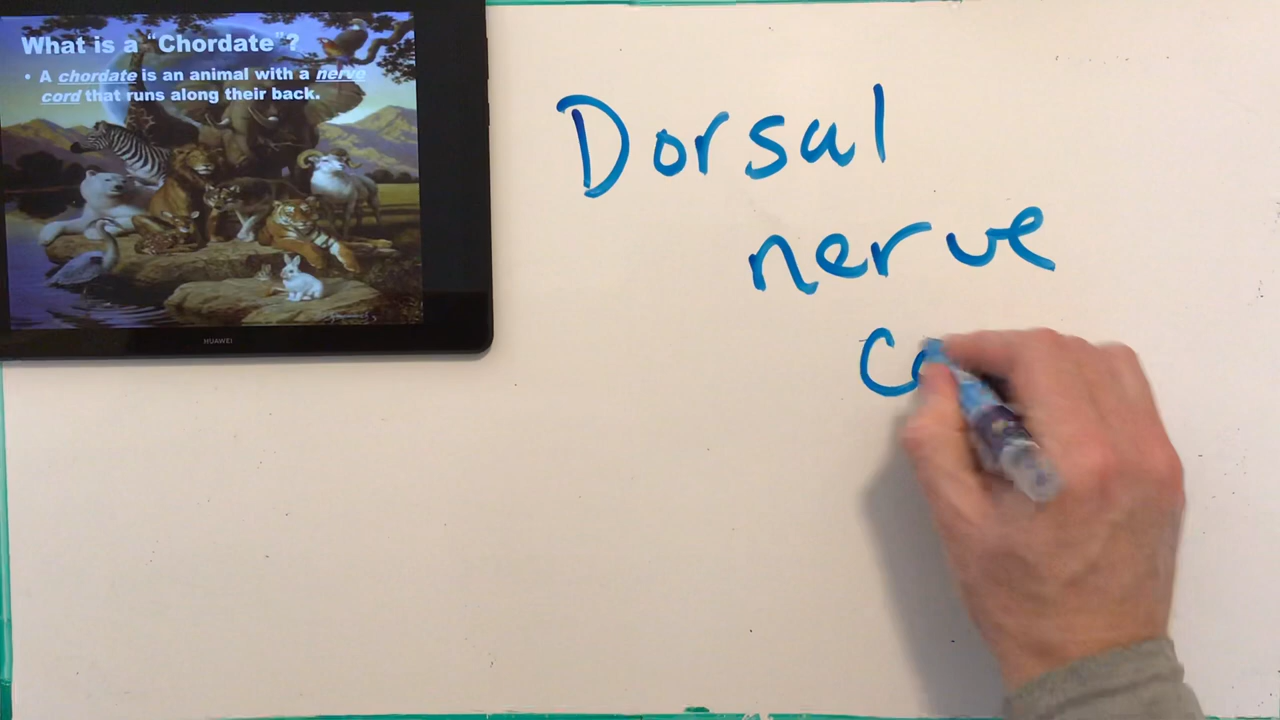 What is a "Chordate"?
• A chordate is an animal with a nerve
cord that runs along their back.
HUAWEI
Dorsal
nerve